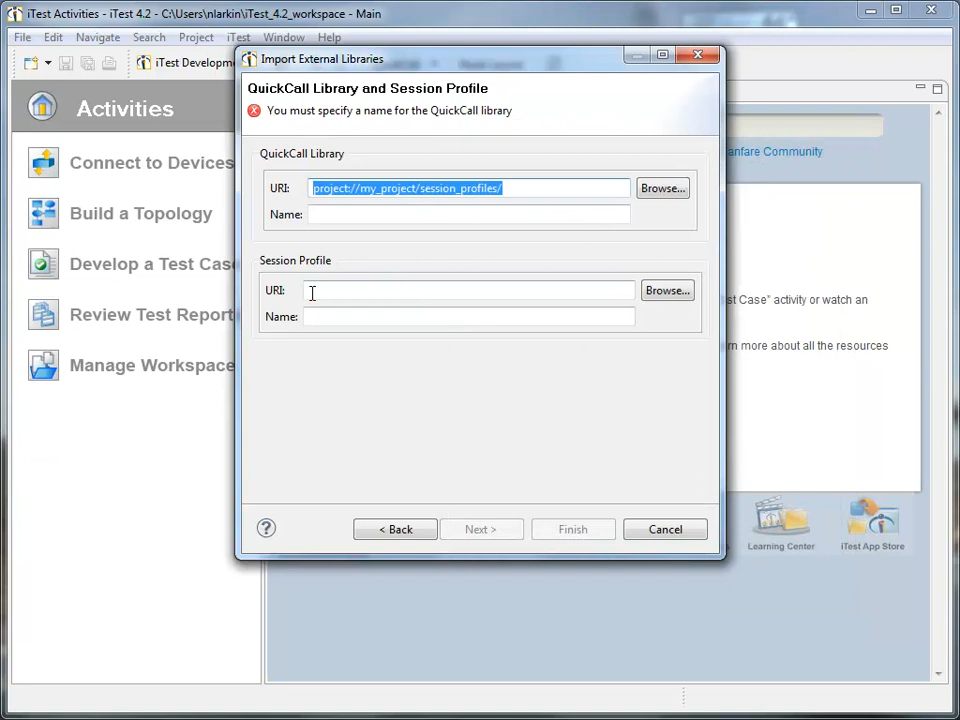 iTest Activities - iTest 4.2 - C:\Users\nlarkin\iTest_4.2_workspace - Main
File Edit Navigate Search Project iTest Window Help
iTest Developm
Import External Libraries
QuickCall Library and Session Profile
You must specify a name for the QuickCall library
Activities
Connect to Devices
Build a Topology
Develop a Test Cas
Review Test Report
Manage Workspace
QuickCall Library
URI: project://my_project/session_profiles/ Browse...
Name:
Session Profile
URI: Browse...
Name:
< Back Next > Finish Cancel
anfare Community
st Case" activity or watch an
rn more about all the resources
Learning Center
iTest App Store